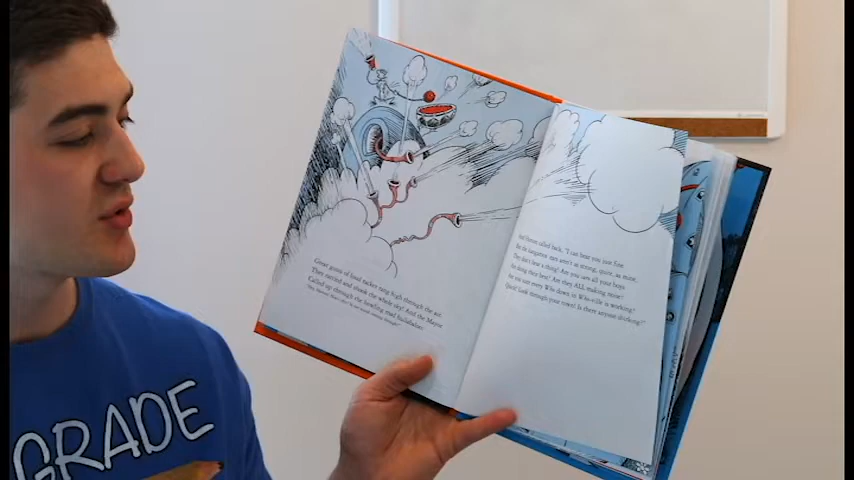 Great gusts of loud racket rang high through the air.
They rattled and shook the whole sky! And the Mayor
Called up through the howling mad hullabaloo:
And Horton called back, "I can hear you just fine.
But the kangaroos' ears aren't as strong, quite, as mine.
They don't hear a thing! Are you sure all your boys
Are doing their best? Are they ALL making noise?
Are you sure every Who down in Who-ville is working?
Quick! Look through your town! Is there anyone shirking?"
GRADE